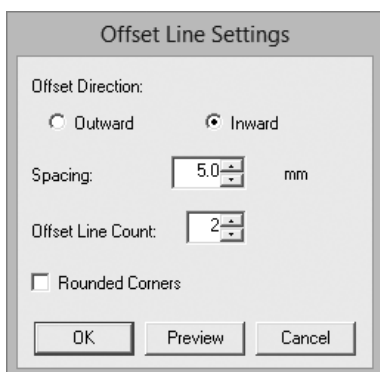 Offset Line Settings
Offset Direction:
Outward Inward
Spacing: 5.0 mm
Offset Line Count: 2
Rounded Corners
OK Preview Cancel